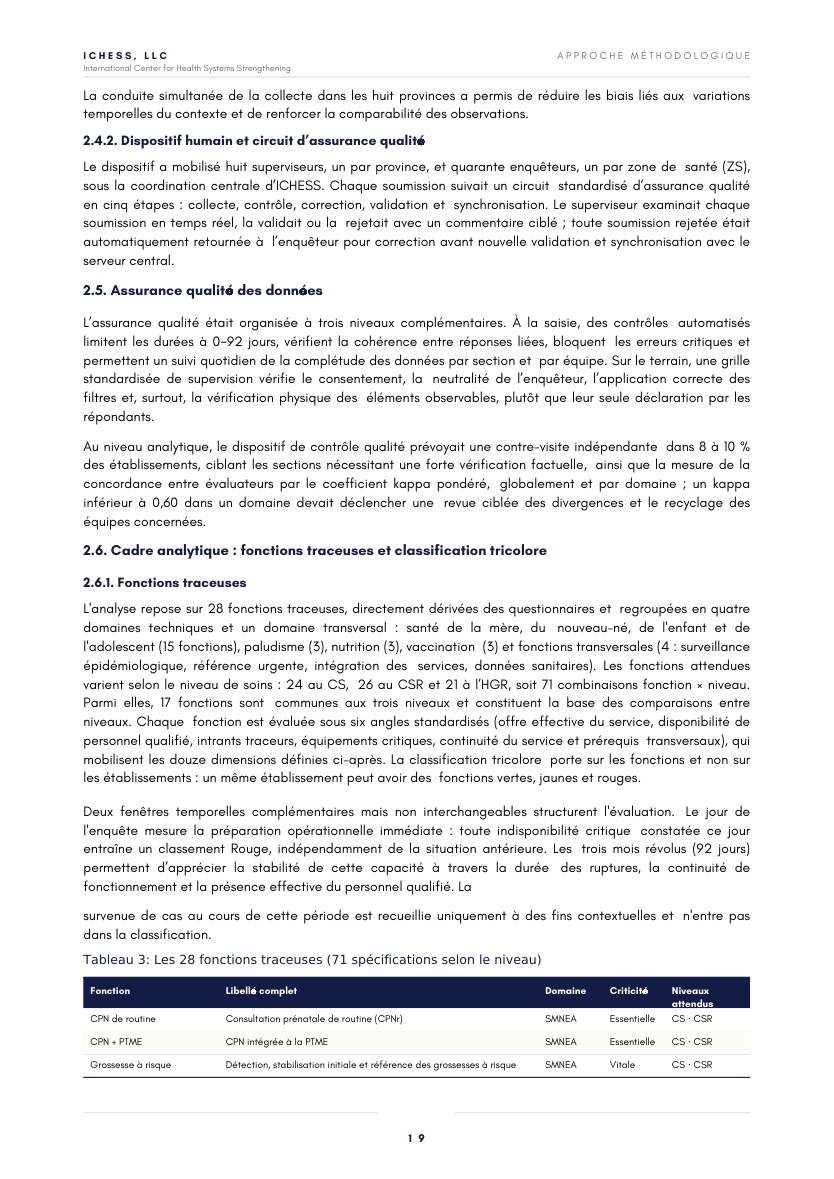 ICHESS, LLC
International Center for Health Systems Strengthening
APPROCHE MÉTHODOLOGIQUE
La conduite simultanée de la collecte dans les huit provinces a permis de réduire les biais liés aux variations
temporelles du contexte et de renforcer la comparabilité des observations.
2.4.2. Dispositif humain et circuit d’assurance qualité
Le dispositif a mobilisé huit superviseurs, un par province, et quarante enquêteurs, un par zone de santé (ZS),
sous la coordination centrale d’ICHESS. Chaque soumission suivait un circuit standardisé d’assurance qualité
en cinq étapes : collecte, contrôle, correction, validation et synchronisation. Le superviseur examinait chaque
soumission en temps réel, la validait ou la rejetait avec un commentaire ciblé ; toute soumission rejetée était
automatiquement retournée à l’enquêteur pour correction avant nouvelle validation et synchronisation avec le
serveur central.
2.5. Assurance qualité des données
L’assurance qualité était organisée à trois niveaux complémentaires. À la saisie, des contrôles automatisés
limitent les durées à 0–92 jours, vérifient la cohérence entre réponses liées, bloquent les erreurs critiques et
permettent un suivi quotidien de la complétude des données par section et par équipe. Sur le terrain, une grille
standardisée de supervision vérifie le consentement, la neutralité de l’enquêteur, l’application correcte des
filtres et, surtout, la vérification physique des éléments observables, plutôt que leur seule déclaration par les
répondants.
Au niveau analytique, le dispositif de contrôle qualité prévoyait une contre-visite indépendante dans 8 à 10 %
des établissements, ciblant les sections nécessitant une forte vérification factuelle, ainsi que la mesure de la
concordance entre évaluateurs par le coefficient kappa pondéré, globalement et par domaine ; un kappa
inférieur à 0,60 dans un domaine devait déclencher une revue ciblée des divergences et le recyclage des
équipes concernées.
2.6. Cadre analytique : fonctions traceuses et classification tricolore
2.6.1. Fonctions traceuses
L'analyse repose sur 28 fonctions traceuses, directement dérivées des questionnaires et regroupées en quatre
domaines techniques et un domaine transversal : santé de la mère, du nouveau-né, de l'enfant et de
l'adolescent (15 fonctions), paludisme (3), nutrition (3), vaccination (3) et fonctions transversales (4 : surveillance
épidémiologique, référence urgente, intégration des services, données sanitaires). Les fonctions attendues
varient selon le niveau de soins : 24 au CS, 26 au CSR et 21 à l’HGR, soit 71 combinaisons fonction × niveau.
Parmi elles, 17 fonctions sont communes aux trois niveaux et constituent la base des comparaisons entre
niveaux. Chaque fonction est évaluée sous six angles standardisés (offre effective du service, disponibilité de
personnel qualifié, intrants traceurs, équipements critiques, continuité du service et prérequis transversaux), qui
mobilisent les douze dimensions définies ci-après. La classification tricolore porte sur les fonctions et non sur
les établissements : un même établissement peut avoir des fonctions vertes, jaunes et rouges.
Deux fenêtres temporelles complémentaires mais non interchangeables structurent l'évaluation. Le jour de
l'enquête mesure la préparation opérationnelle immédiate : toute indisponibilité critique constatée ce jour
entraîne un classement Rouge, indépendamment de la situation antérieure. Les trois mois révolus (92 jours)
permettent d’apprécier la stabilité de cette capacité à travers la durée des ruptures, la continuité de
fonctionnement et la présence effective du personnel qualifié. La
survenue de cas au cours de cette période est recueillie uniquement à des fins contextuelles et n'entre pas
dans la classification.
Tableau 3: Les 28 fonctions traceuses (71 spécifications selon le niveau)
Fonction Libellé complet Domaine Criticité Niveaux attendus
CPN de routine Consultation prénatale de routine (CPNr) SMNEA Essentielle CS · CSR
CPN + PTME CPN intégrée à la PTME SMNEA Essentielle CS · CSR
Grossesse à risque Détection, stabilisation initiale et référence des grossesses à risque SMNEA Vitale CS · CSR
19